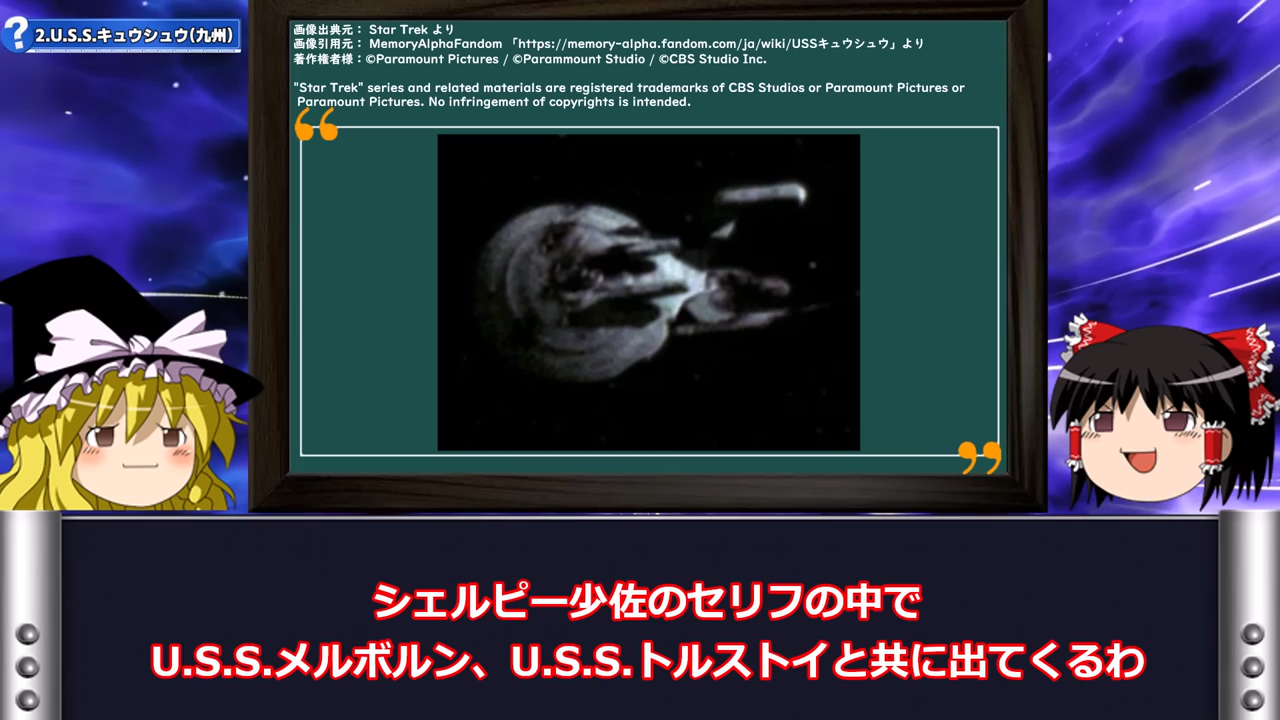 2.U.S.S.キュウシュウ(九州)
画像出典元： Star Trek より
画像引用元： MemoryAlphaFandom 「https://memory-alpha.fandom.com/ja/wiki/USSキュウシュウ」より
著作権者様：©Paramount Pictures / ©Parammount Studio / ©CBS Studio Inc.
"Star Trek" series and related materials are registered trademarks of CBS Studios or Paramount Pictures or
Paramount Pictures. No infringement of copyrights is intended.
シェルピー少佐のセリフの中で
U.S.S.メルボルン、U.S.S.トルストイと共に出てくるわ